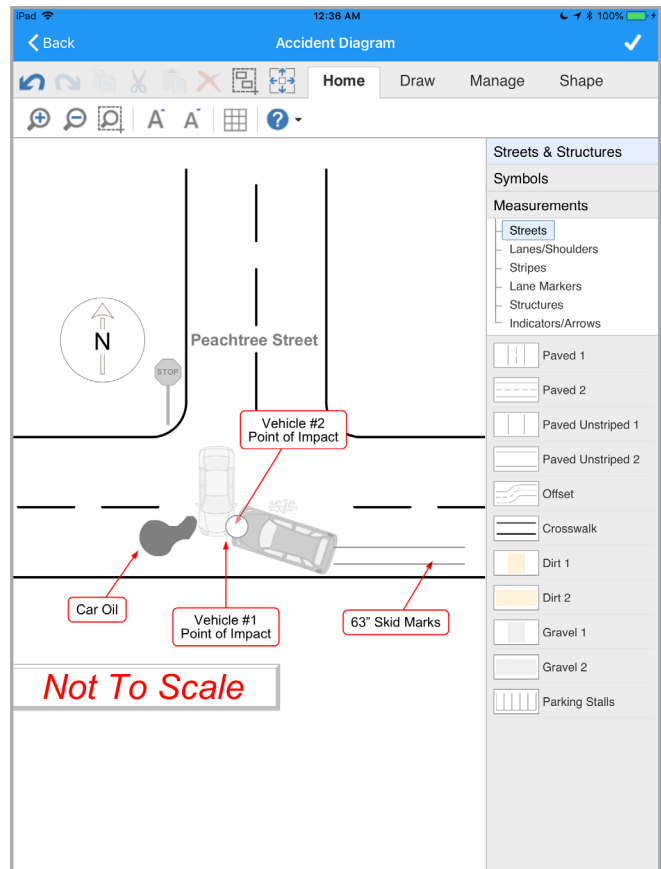 iPad 12:36 AM 100%
Back Accident Diagram
Home Draw Manage Shape
A A ?
Streets & Structures
Symbols
Measurements
Streets
Lanes/Shoulders
Stripes
Lane Markers
Structures
Indicators/Arrows
Paved 1
Paved 2
Paved Unstriped 1
Paved Unstriped 2
Offset
Crosswalk
Dirt 1
Dirt 2
Gravel 1
Gravel 2
Parking Stalls
N
Peachtree Street
STOP
Vehicle #2
Point of Impact
Car Oil
Vehicle #1
Point of Impact
63” Skid Marks
Not To Scale